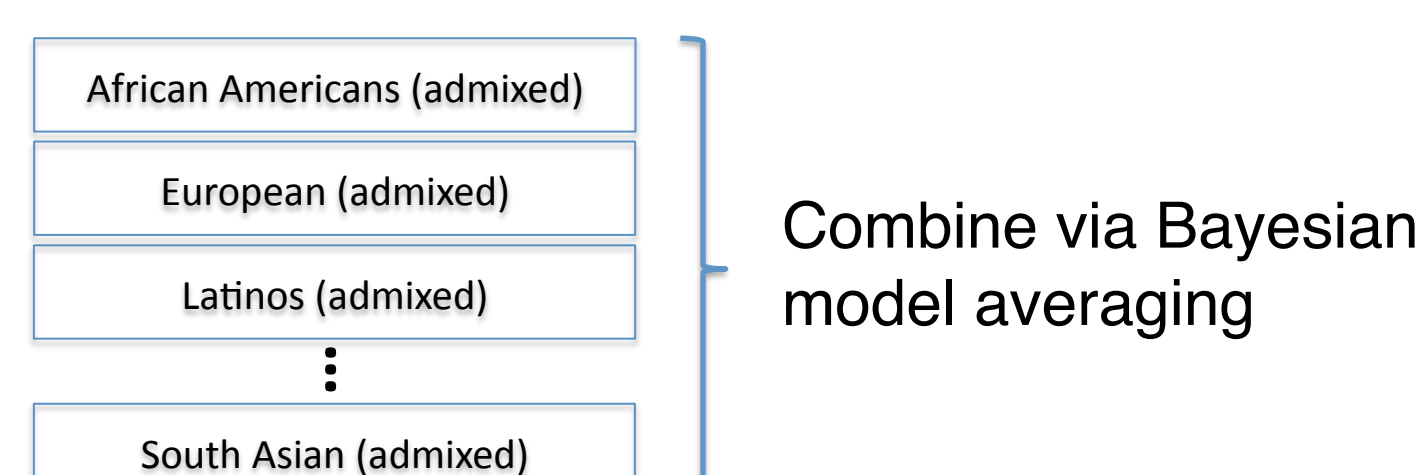 African Americans (admixed)
European (admixed)
Latinos (admixed)
South Asian (admixed)
Combine via Bayesian
model averaging